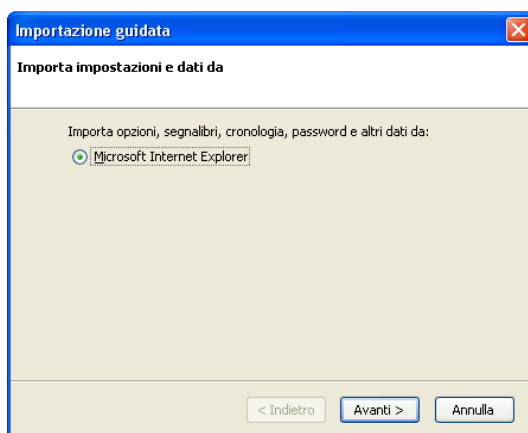 Importazione guidata
Importa impostazioni e dati da
Importa opzioni, segnalibri, cronologia, password e altri dati da:
Microsoft Internet Explorer
< Indietro
Avanti >
Annulla